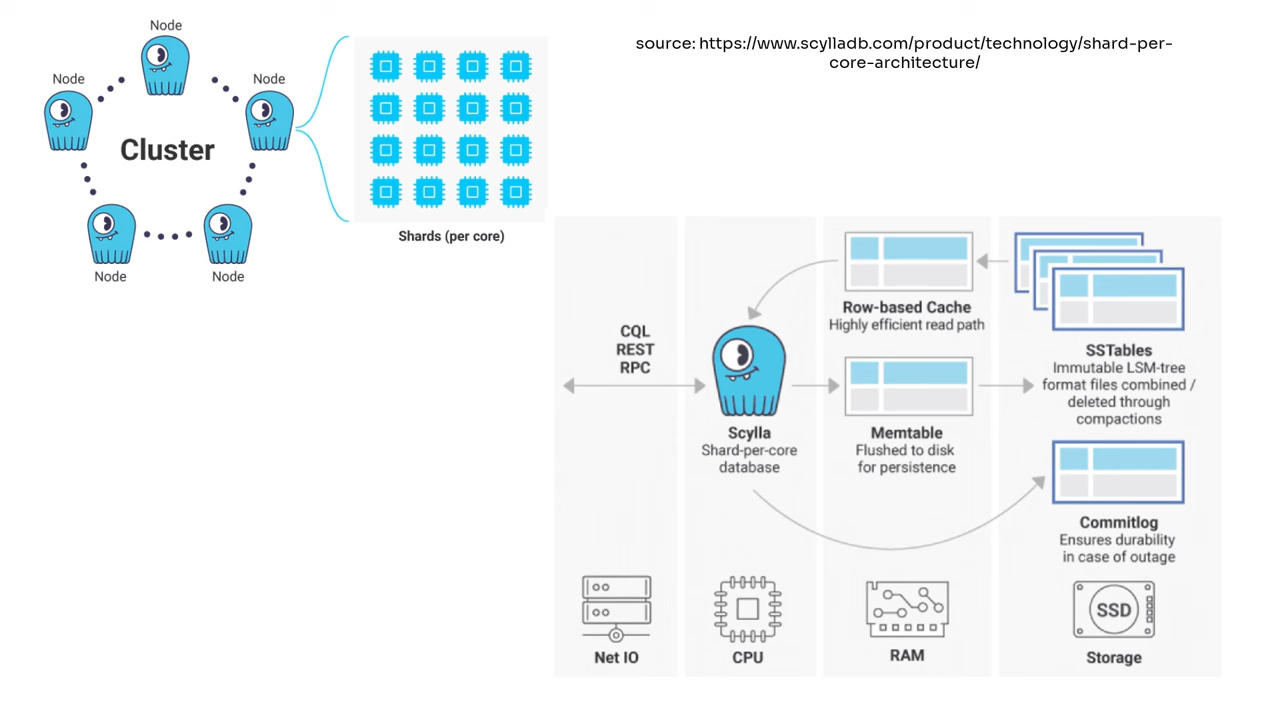 Node
Node
Node
Cluster
Node
Node
Shards (per core)
source: https://www.scylladb.com/product/technology/shard-per-
core-architecture/
CQL
REST
RPC
Scylla
Shard-per-core
database
Row-based Cache
Highly efficient read path
Memtable
Flushed to disk
for persistence
SSTables
Immutable LSM-tree
format files combined /
deleted through
compactions
Commitlog
Ensures durability
in case of outage
Net IO
CPU
RAM
SSD
Storage